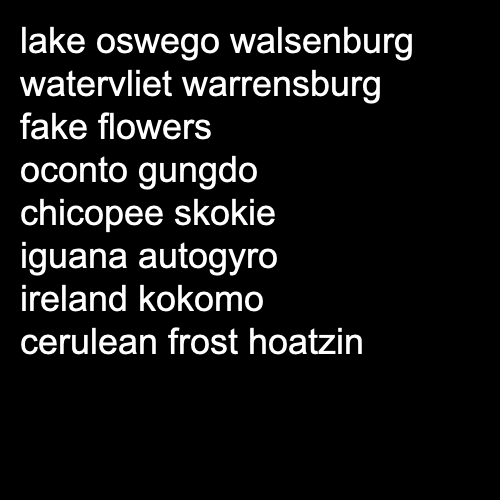 lake oswego walsenburg
watervliet warrensburg
fake flowers
oconto gungdo
chicopee skokie
iguana autogyro
ireland kokomo
cerulean frost hoatzin